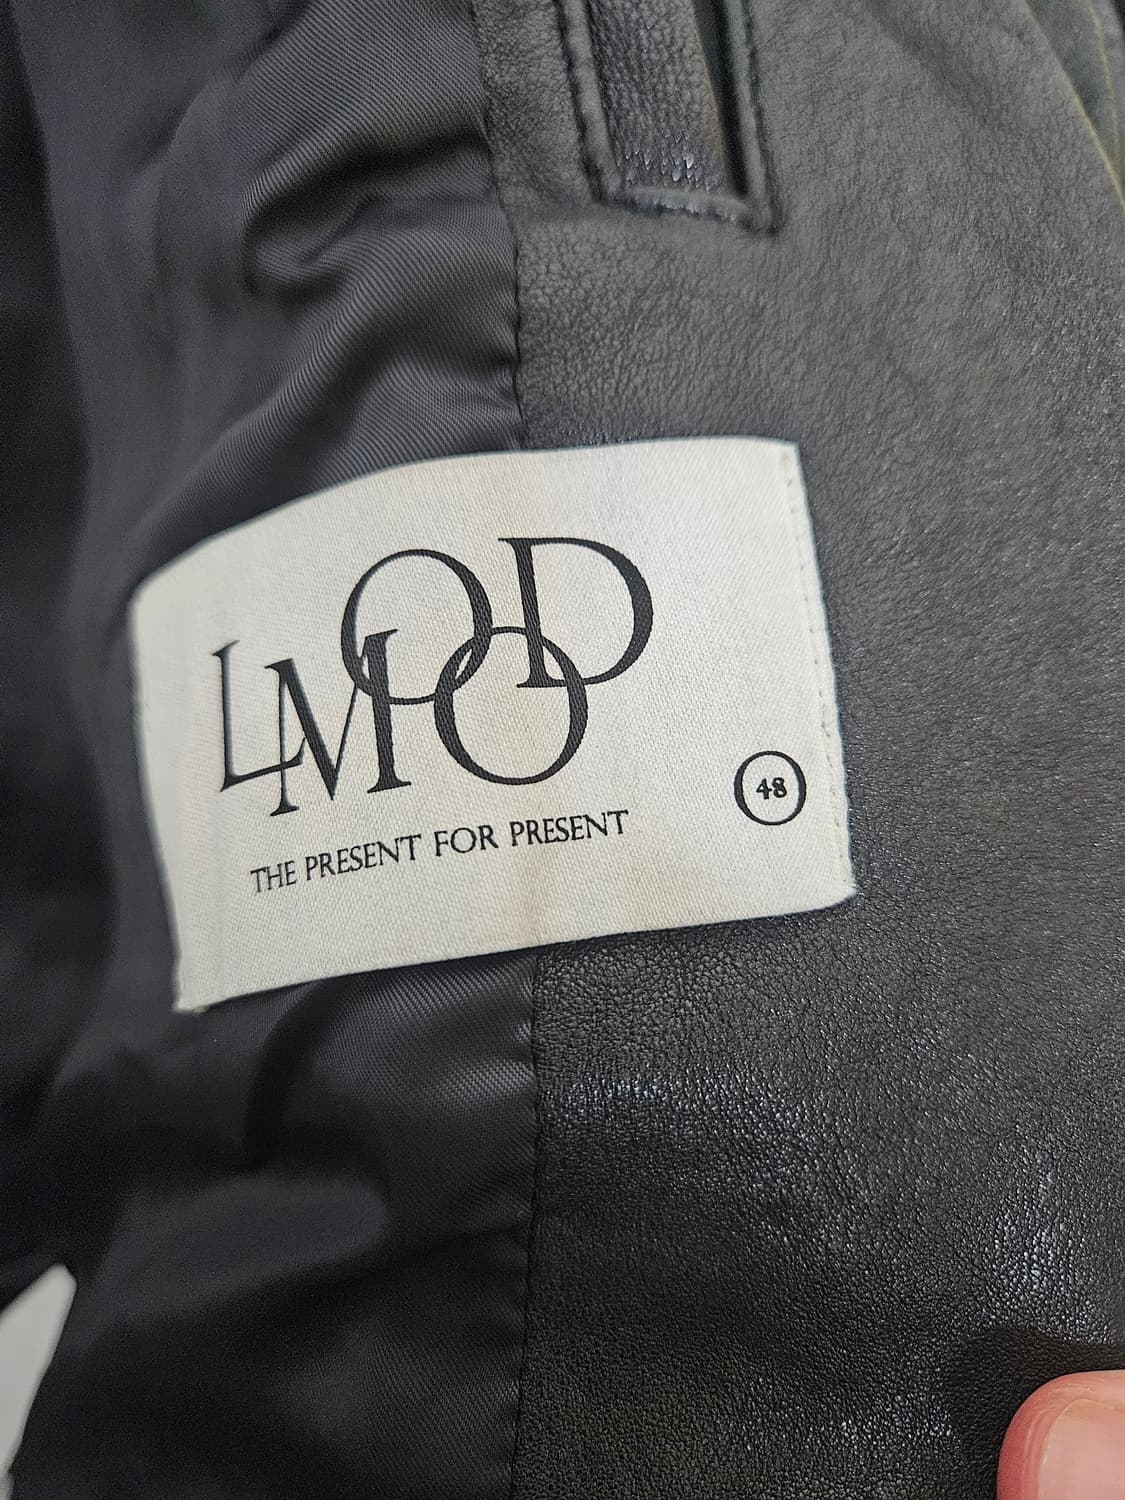 LMOOD
THE PRESENT FOR PRESENT
48